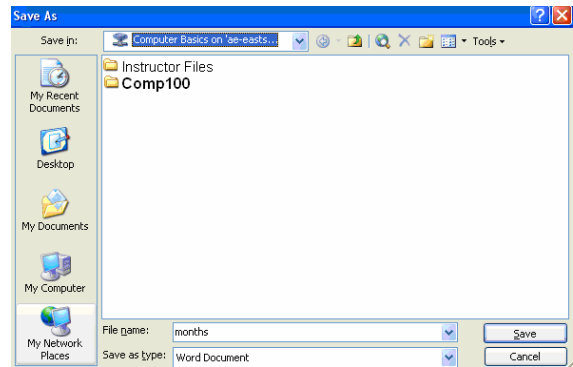 Save As
Save in: Computer Basics on 'ae-easts... Tools
Instructor Files
Comp100
My Recent
Documents
Desktop
My Documents
My Computer
My Network
Places
File name: months Save
Save as type: Word Document Cancel